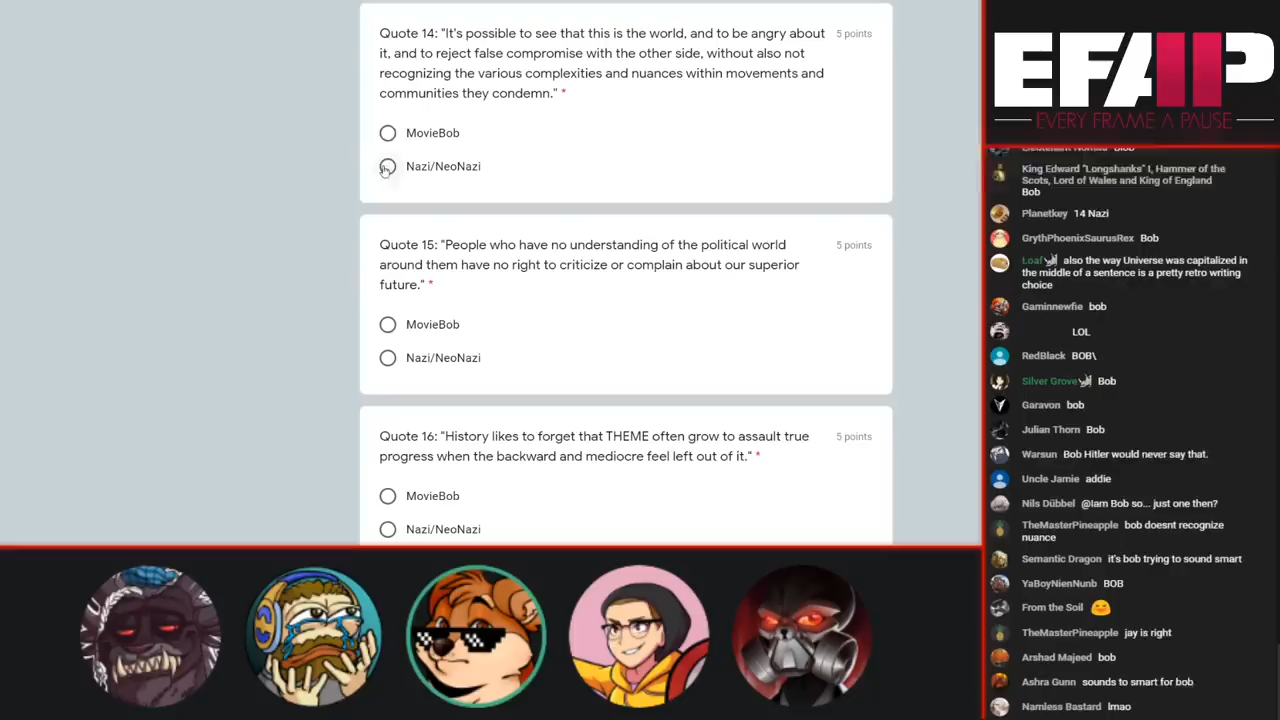 Quote 14: "It's possible to see that this is the world, and to be angry about
it, and to reject false compromise with the other side, without also not
recognizing the various complexities and nuances within movements and
communities they condemn." *
5 points
MovieBob
Nazi/NeoNazi
Quote 15: "People who have no understanding of the political world
around them have no right to criticize or complain about our superior
future." *
5 points
MovieBob
Nazi/NeoNazi
Quote 16: "History likes to forget that THEME often grow to assault true
progress when the backward and mediocre feel left out of it." *
5 points
MovieBob
Nazi/NeoNazi
EFAP
EVERY FRAME A PAUSE
King Edward "Longshanks" I, Hammer of the
Scots, Lord of Wales and King of England
Bob
Planetkey 14 Nazi
GrythPhoenixSaurusRex Bob
Loaf also the way Universe was capitalized in
the middle of a sentence is a pretty retro writing
choice
Gaminnewfie bob
LOL
RedBlack BOB\
Silver Grove Bob
Garavon bob
Julian Thorn Bob
Warsun Bob Hitler would never say that.
Uncle Jamie addie
Nils Dübbel @Iam Bob so... just one then?
TheMasterPineapple bob doesnt recognize
nuance
Semantic Dragon it's bob trying to sound smart
YaBoyNienNunb BOB
From the Soil
TheMasterPineapple jay is right
Arshad Majeed bob
Ashra Gunn sounds to smart for bob
Namless Bastard lmao